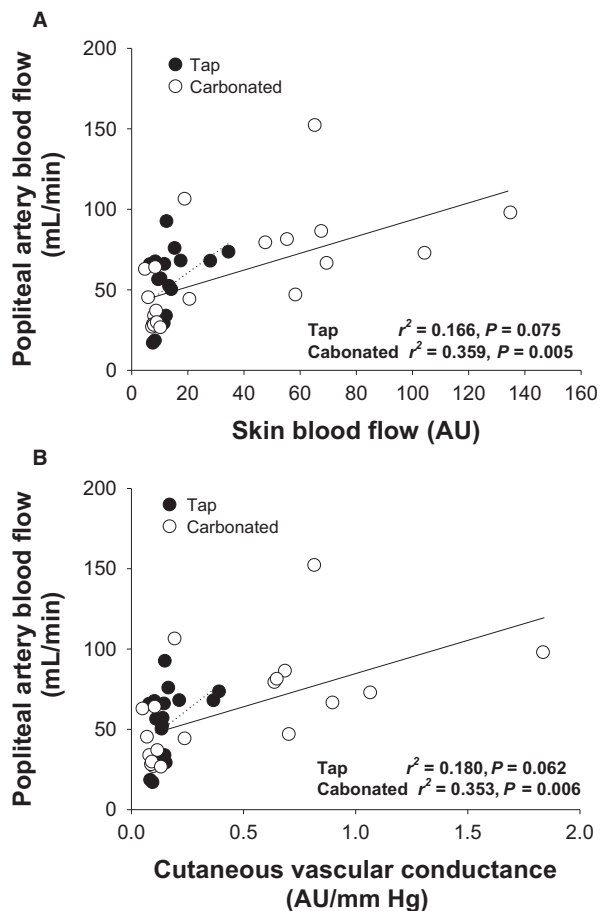 A
200
Tap
Carbonated
150
100
50
0
Popliteal artery blood flow
(mL/min)
Tap r² = 0.166, P = 0.075
Cabonated r² = 0.359, P = 0.005
0 20 40 60 80 100 120 140 160
Skin blood flow (AU)
B
200
Tap
Carbonated
150
100
50
0
Popliteal artery blood flow
(mL/min)
Tap r² = 0.180, P = 0.062
Cabonated r² = 0.353, P = 0.006
0.0 0.5 1.0 1.5 2.0
Cutaneous vascular conductance
(AU/mm Hg)